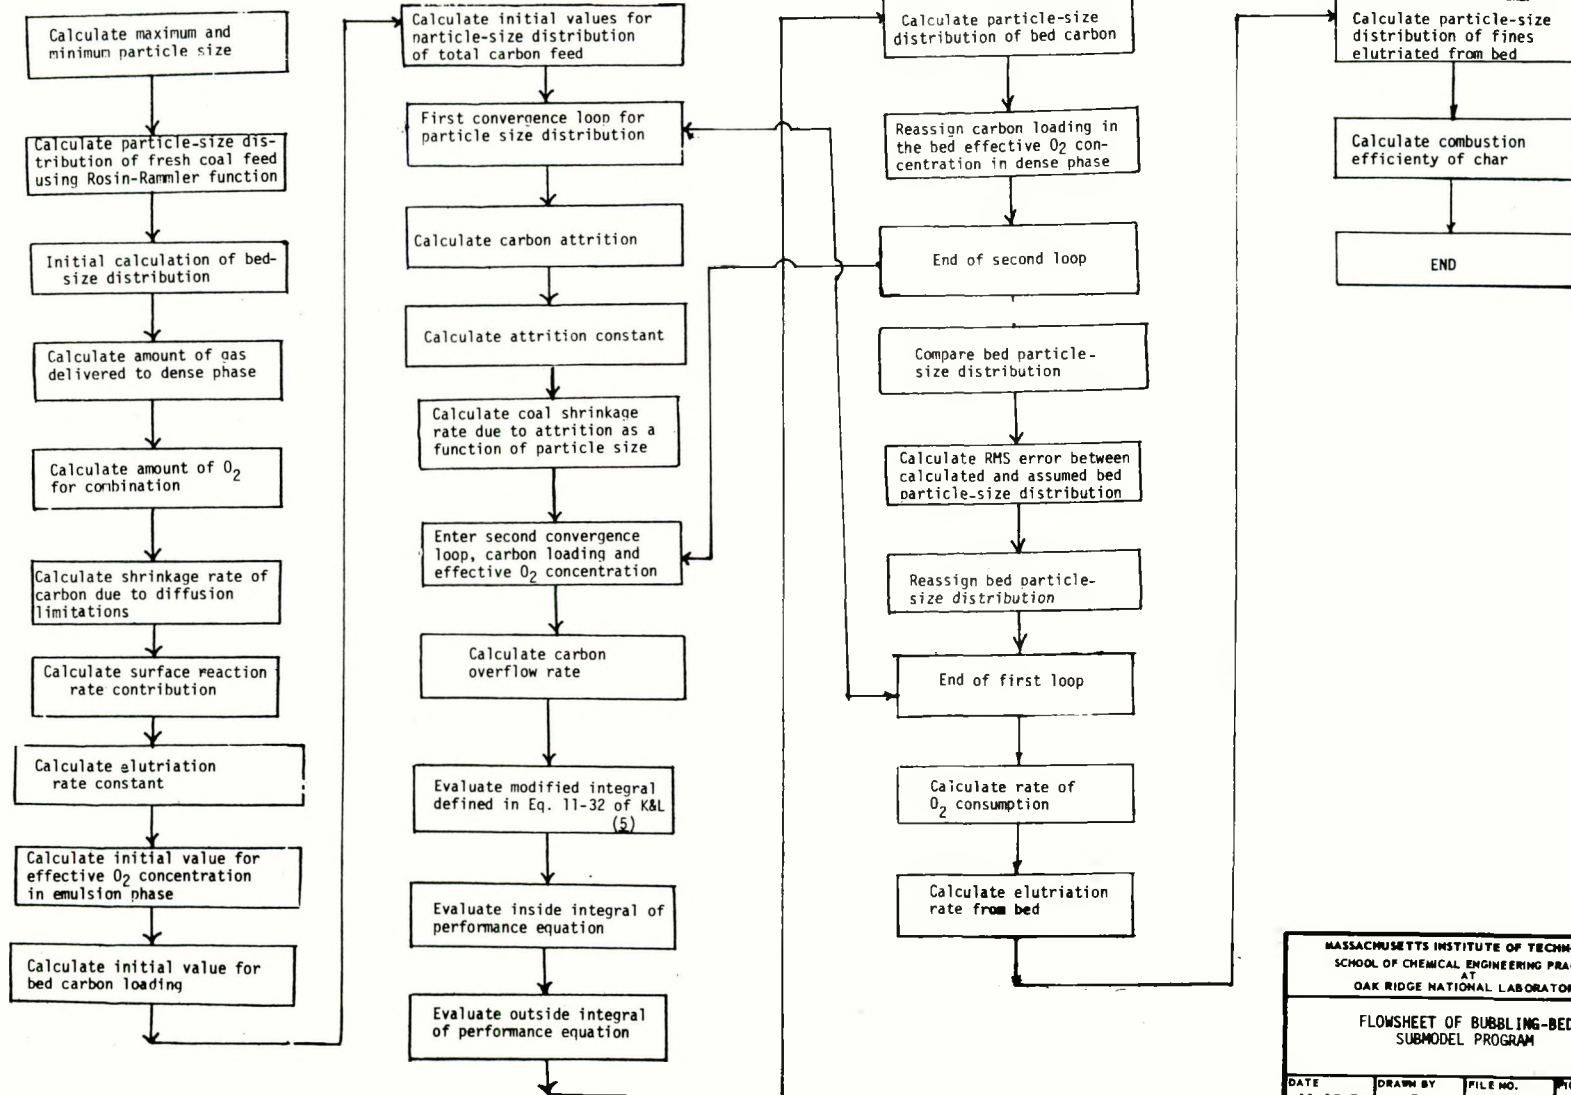 Calculate maximum and
minimum particle size
Calculate particle-size dis-
tribution of fresh coal feed
using Rosin-Rammler function
Initial calculation of bed-
size distribution
Calculate amount of gas
delivered to dense phase
Calculate amount of O2
for combination
Calculate shrinkage rate of
carbon due to diffusion
limitations
Calculate surface reaction
rate contribution
Calculate elutriation
rate constant
Calculate initial value for
effective O2 concentration
in emulsion phase
Calculate initial value for
bed carbon loading
Calculate initial values for
particle-size distribution
of total carbon feed
First convergence loop for
particle size distribution
Calculate carbon attrition
Calculate attrition constant
Calculate coal shrinkage
rate due to attrition as a
function of particle size
Enter second convergence
loop, carbon loading and
effective O2 concentration
Calculate carbon
overflow rate
Evaluate modified integral
defined in Eq. 11-32 of K&L
(5)
Evaluate inside integral of
performance equation
Evaluate outside integral
of performance equation
Calculate particle-size
distribution of bed carbon
Reassign carbon loading in
the bed effective O2 con-
centration in dense phase
End of second loop
Compare bed particle-
size distribution
Calculate RMS error between
calculated and assumed bed
particle-size distribution
Reassign bed particle-
size distribution
End of first loop
Calculate rate of
O2 consumption
Calculate elutriation
rate from bed
Calculate particle-size
distribution of fines
elutriated from bed
Calculate combustion
efficienty of char
END
MASSACHUSETTS INSTITUTE OF TECHN
SCHOOL OF CHEMICAL ENGINEERING PRA
AT
OAK RIDGE NATIONAL LABORATO
FLOWSHEET OF BUBBLING-BED
SUBMODEL PROGRAM
DATE DRAWN BY FILE NO.